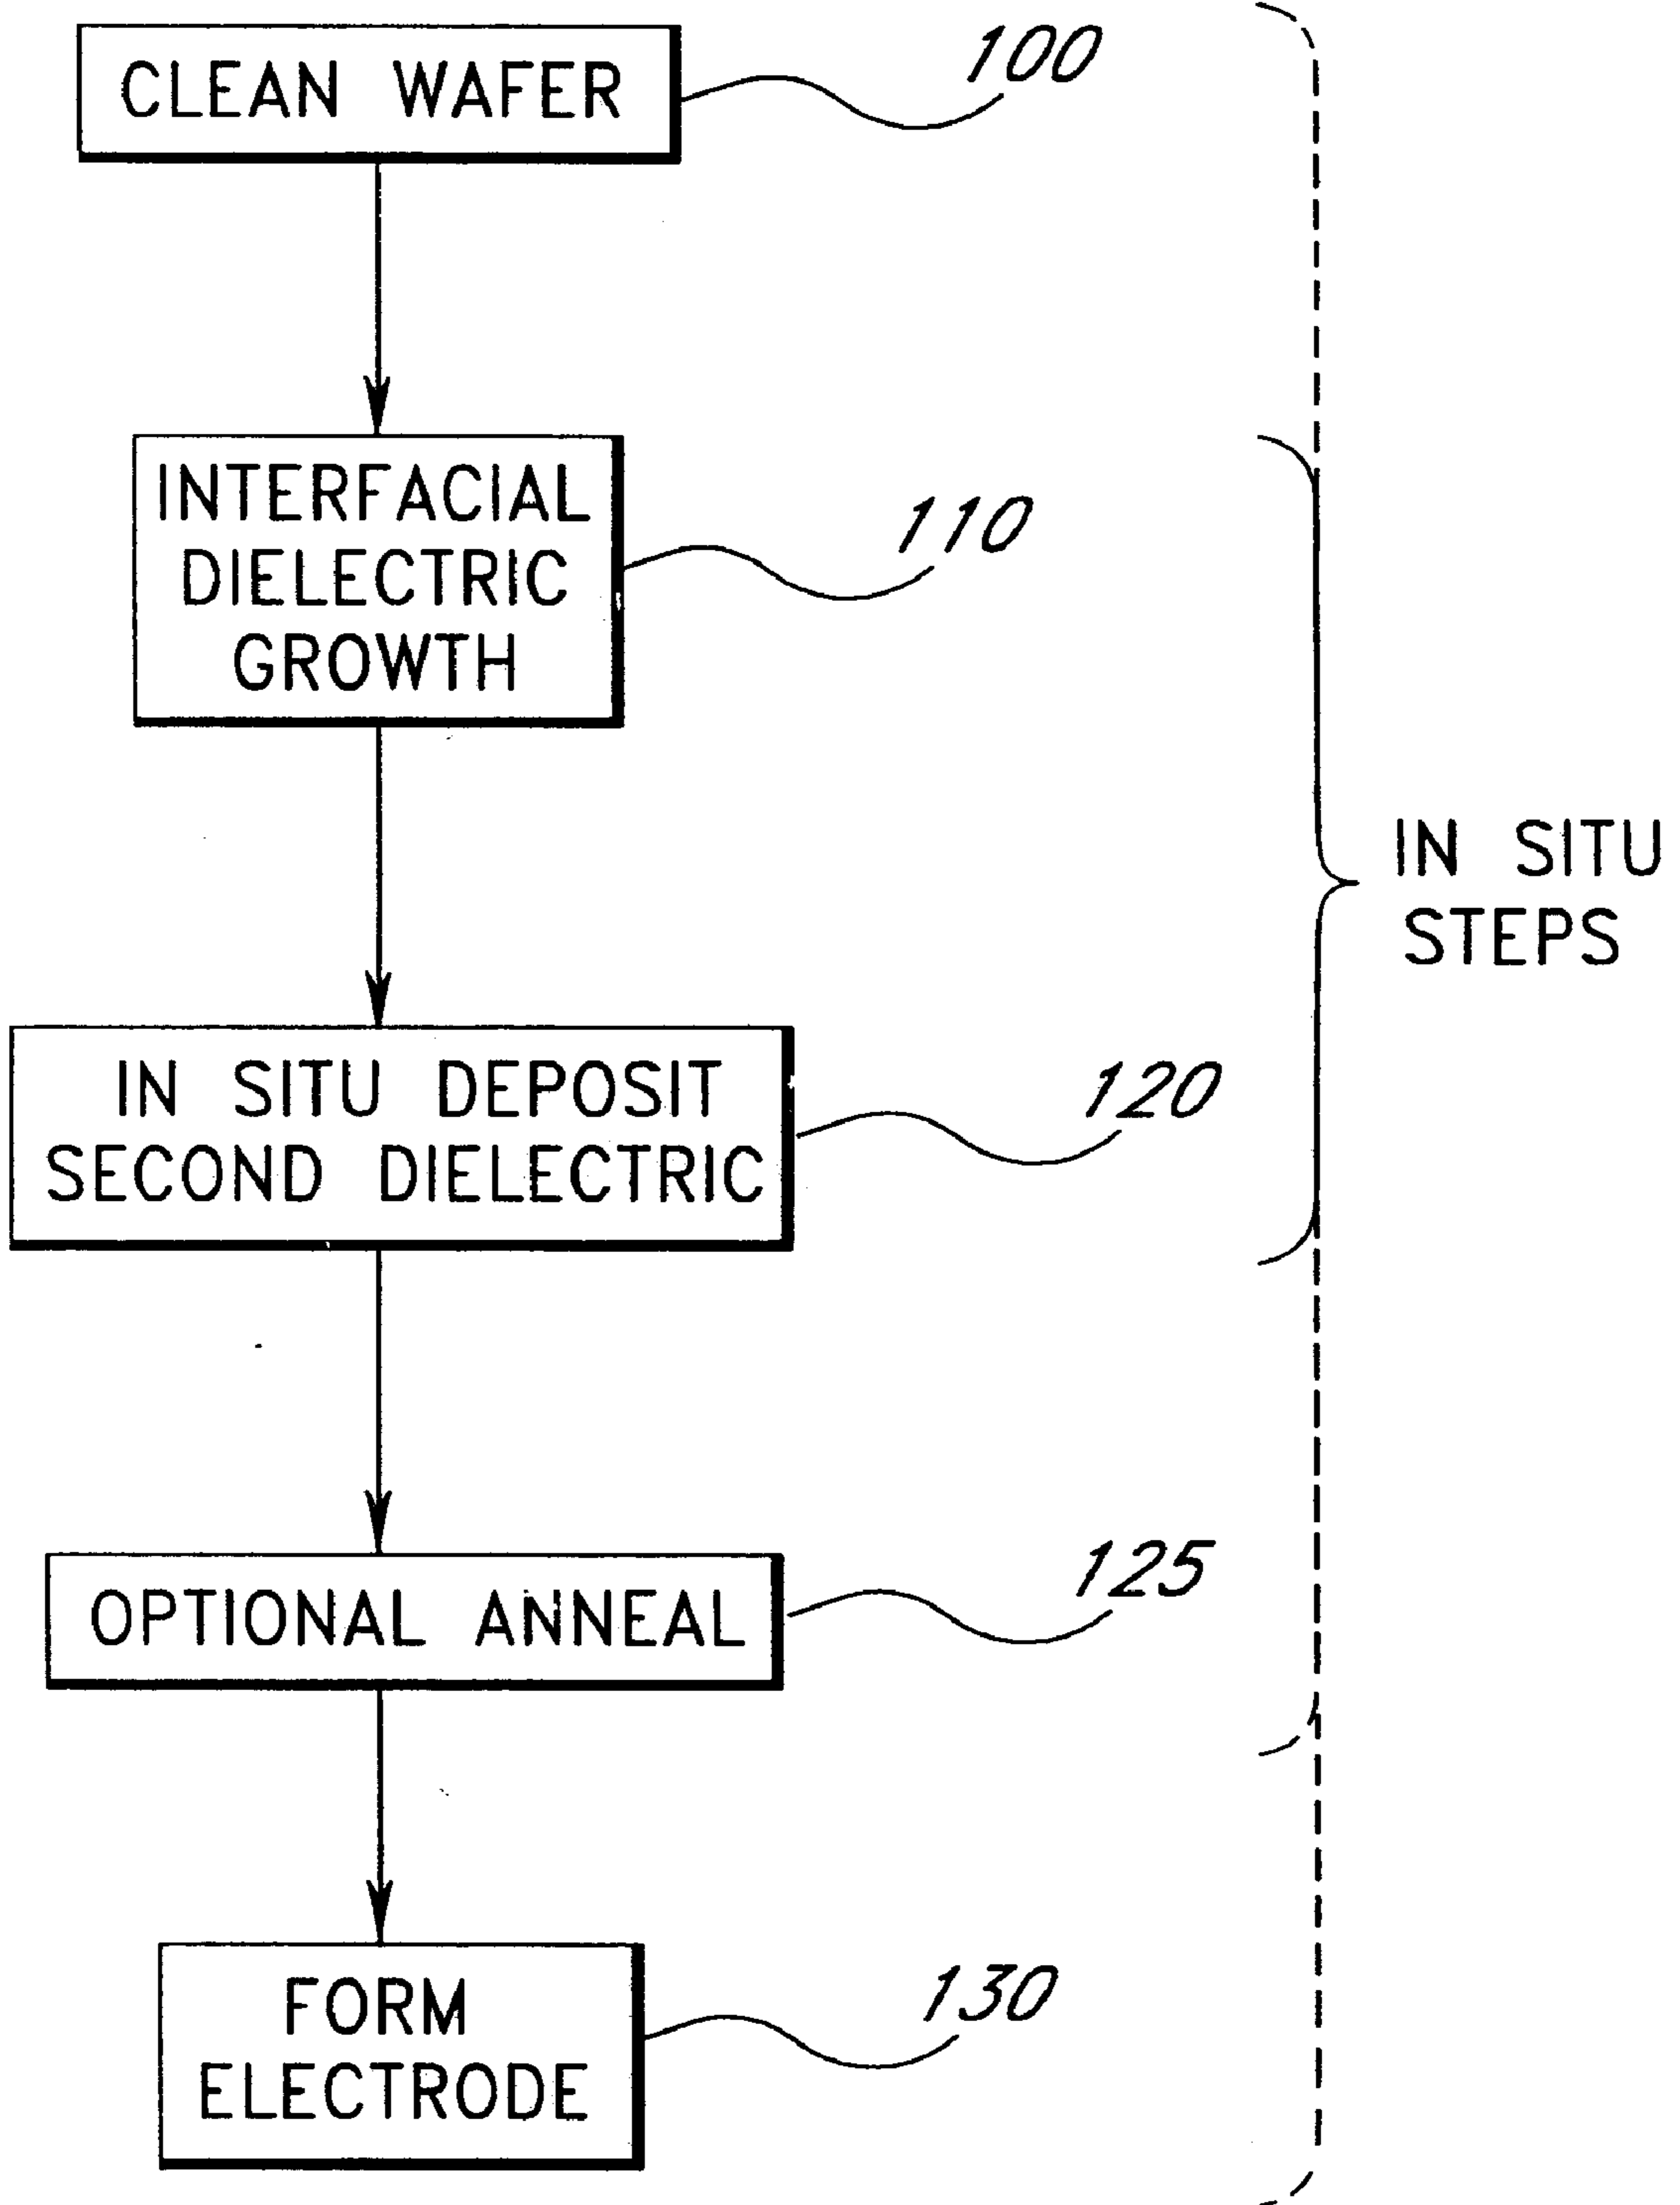 CLEAN WAFER
100
INTERFACIAL
DIELECTRIC
GROWTH
110
IN SITU
STEPS
IN SITU DEPOSIT
SECOND DIELECTRIC
120
OPTIONAL ANNEAL
125
FORM
ELECTRODE
130